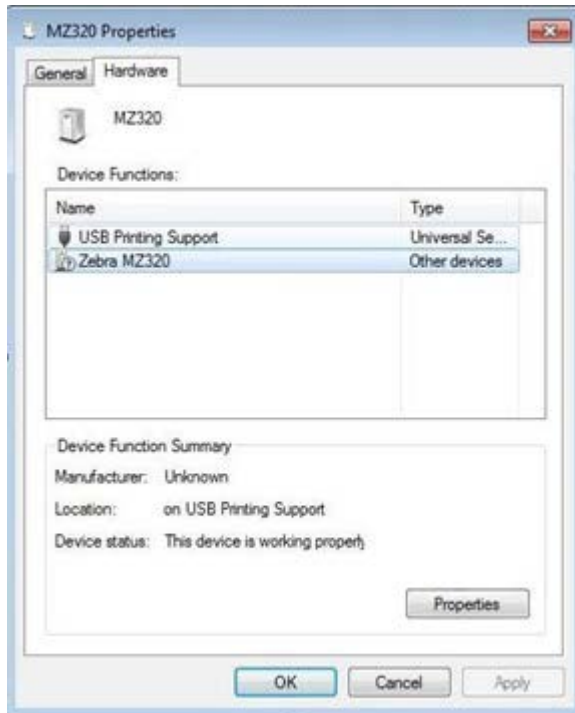 MZ320 Properties
General Hardware
MZ320
Device Functions:
Name Type
USB Printing Support Universal Se...
Zebra MZ320 Other devices
Device Function Summary
Manufacturer: Unknown
Location: on USB Printing Support
Device status: This device is working properly
Properties
OK Cancel Apply